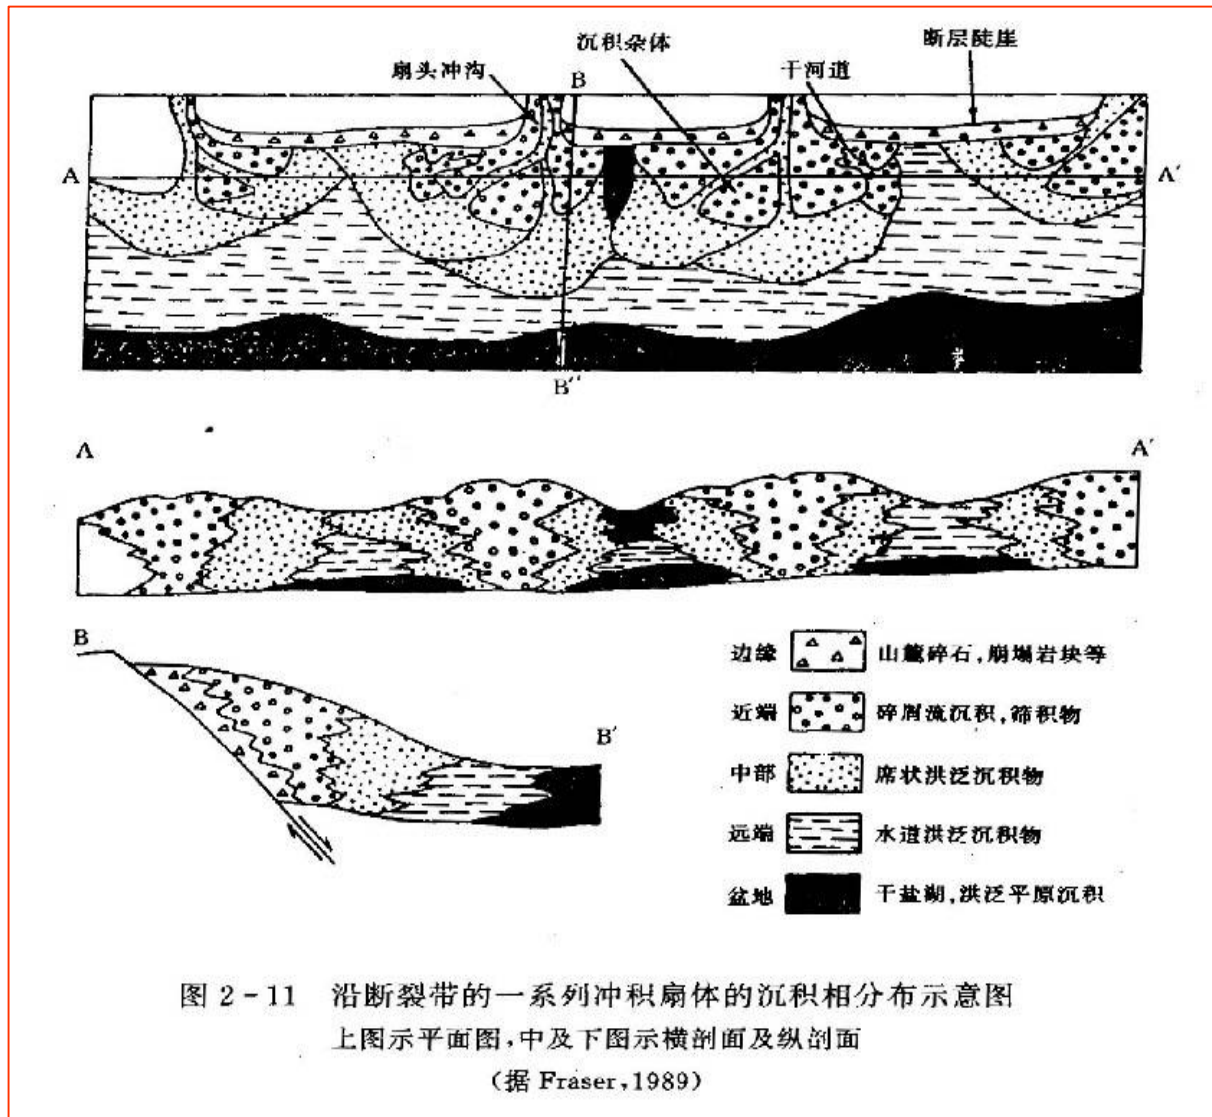 沉积杂体
断层陡崖
扇头冲沟
B
干河道
A
A′
B′′
A
A′
B
B′
边缘 山麓碎石,崩塌岩块等
近端 碎屑流沉积,筛积物
中部 席状洪泛沉积物
远端 水道洪泛沉积物
盆地 干盐湖,洪泛平原沉积
图 2-11 沿断裂带的一系列冲积扇体的沉积相分布示意图
上图示平面图,中及下图示横剖面及纵剖面
(据 Fraser,1989)